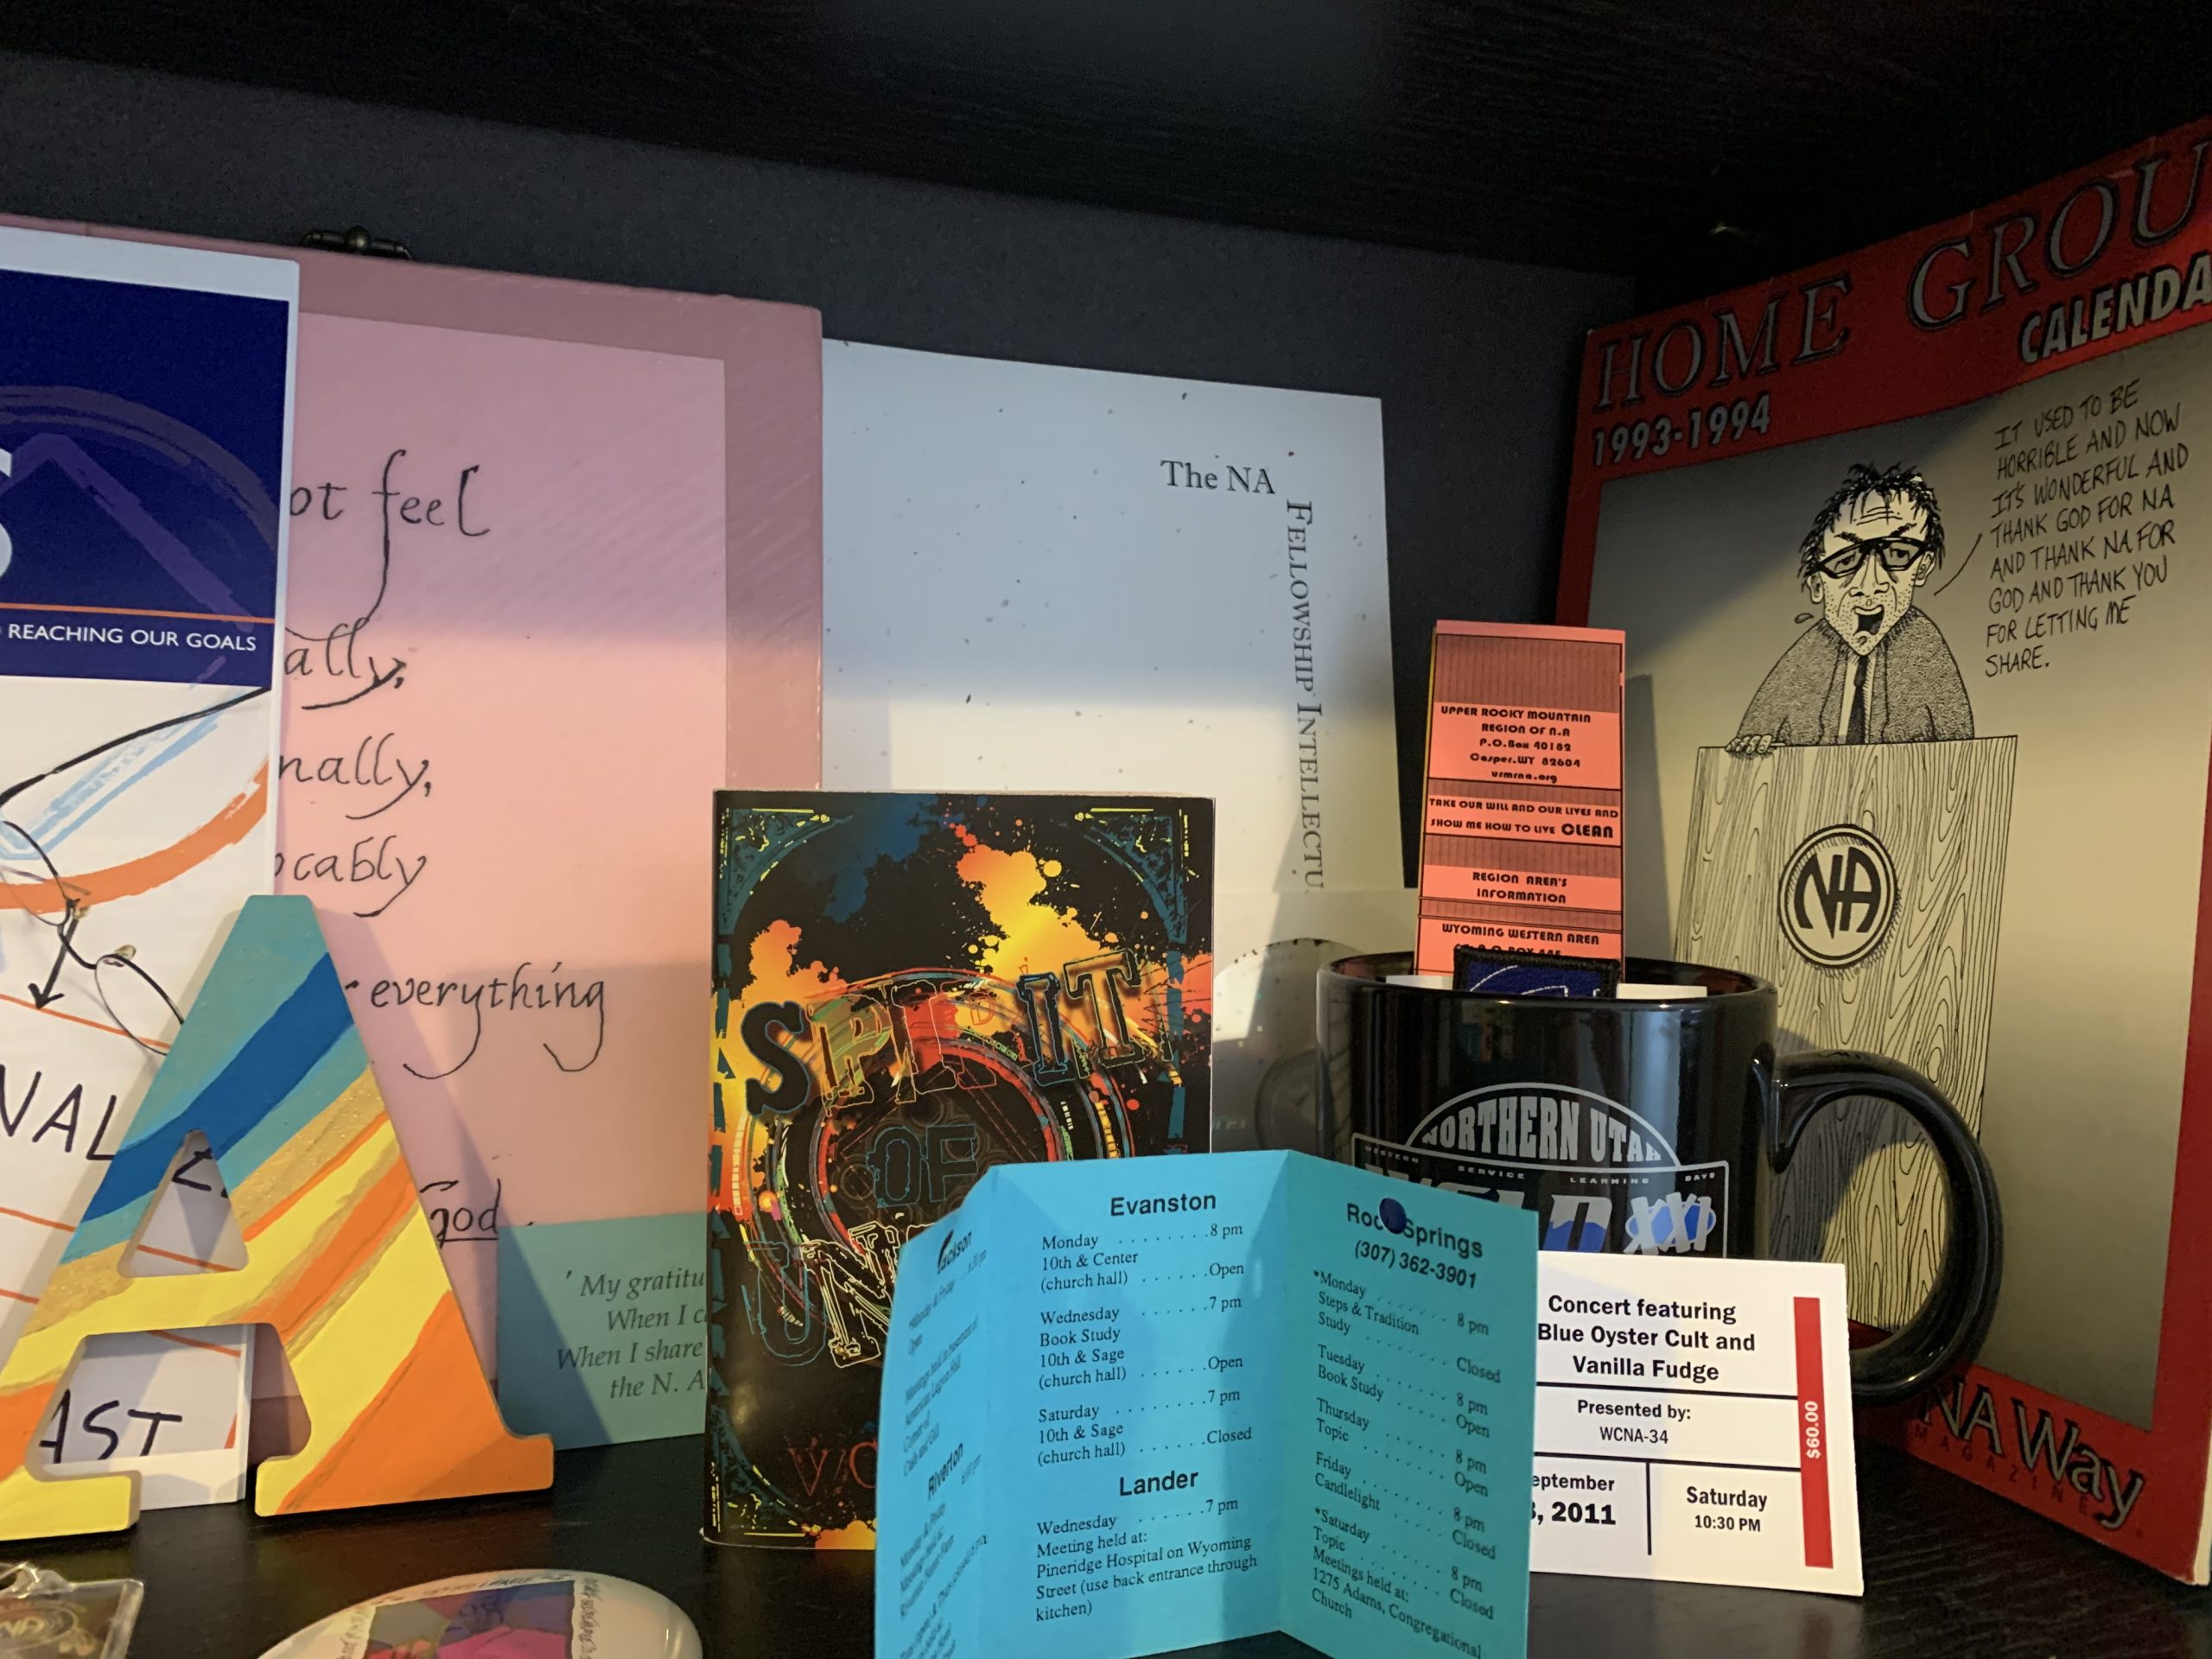 REACHING OUR GOALS
ot feel
ally,
nally,
ocably
everything
God
NAL
AST
'My gratitu
When I c
When I share
the N. A
The NA
FELLOWSHIP INTELLECTU
SPIRIT
OF
UN
WC
UPPER ROCKY MOUNTAIN
REGION OF N.A
P.O.Box 40182
Casper.WY 82604
urmrna.org
TAKE OUR WILL AND OUR LIVES AND
SHOW ME HOW TO LIVE CLEAN
REGION AREA'S
INFORMATION
WYOMING WESTERN AREA
HOME GROU
CALENDA
1993-1994
IT USED TO BE
HORRIBLE AND NOW
IT'S WONDERFUL AND
THANK GOD FOR NA
AND THANK NA FOR
GOD AND THANK YOU
FOR LETTING ME
SHARE.
NA
NA Way
MAGAZINE
NORTHERN UTAH
WESTERN SERVICE LEARNING DAYS
XXI
Jackson
Riverton
Evanston
Monday . . . . . . . . .8 pm
10th & Center
(church hall) . . . . . .Open
Wednesday . . . . . . .7 pm
Book Study
10th & Sage
(church hall) . . . . . .Open
Saturday . . . . . . . . .7 pm
10th & Sage
(church hall) . . . . . .Closed
Lander
Wednesday . . . . . . .7 pm
Meeting held at:
Pineridge Hospital on Wyoming
Street (use back entrance through
kitchen)
Rock Springs
(307) 362-3901
*Monday . . . . . . . . 8 pm
Steps & Tradition
Study . . . . . . . . . Closed
Tuesday . . . . . . . . 8 pm
Book Study . . . . . . Open
Thursday . . . . . . . . 8 pm
Topic . . . . . . . . . . Open
Friday . . . . . . . . . 8 pm
Candlelight . . . . . . Closed
*Saturday . . . . . . . . 8 pm
Topic . . . . . . . . . . Closed
Meetings held at:
1275 Adams, Congregational
Church
Concert featuring
Blue Oyster Cult and
Vanilla Fudge
Presented by:
WCNA-34
eptember
3, 2011
Saturday
10:30 PM
$60.00